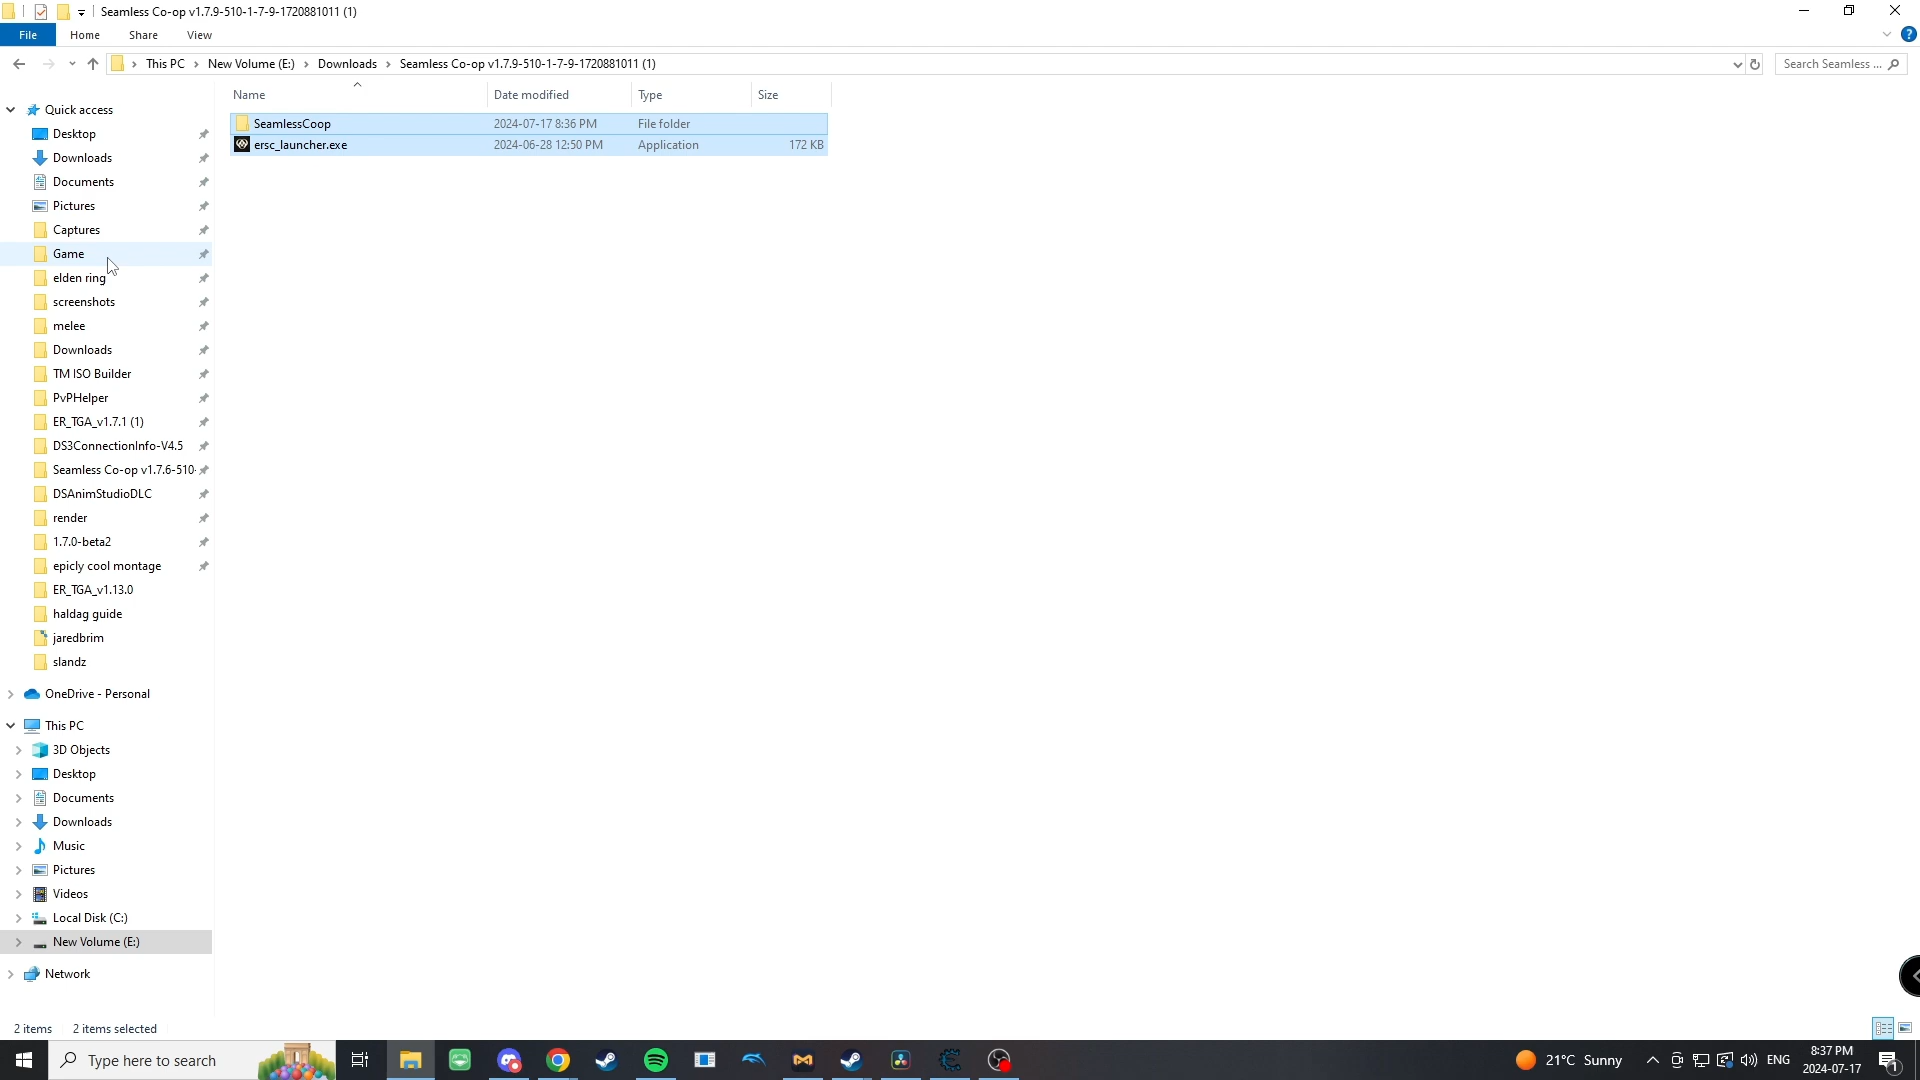 Seamless Co-op v1.7.9-510-1-7-9-1720881011 (1)
File Home Share View
This PC New Volume (E:) Downloads Seamless Co-op v1.7.9-510-1-7-9-1720881011 (1) Search Seamless ...
Name Date modified Type Size
SeamlessCoop 2024-07-17 8:36 PM File folder
ersc_launcher.exe 2024-06-28 12:50 PM Application 172 KB
Quick access
Desktop
Downloads
Documents
Pictures
Captures
Game
elden ring
screenshots
melee
Downloads
TM ISO Builder
PvPHelper
ER_TGA_v1.7.1 (1)
DS3ConnectionInfo-V4.5
Seamless Co-op v1.7.6-510-
DSAnimStudioDLC
render
1.7.0-beta2
epicly cool montage
ER_TGA_v1.13.0
haldag guide
jaredbrim
slandz
OneDrive - Personal
This PC
3D Objects
Desktop
Documents
Downloads
Music
Pictures
Videos
Local Disk (C:)
New Volume (E:)
Network
2 items 2 items selected
Type here to search
21°C Sunny
ENG
8:37 PM
2024-07-17
1